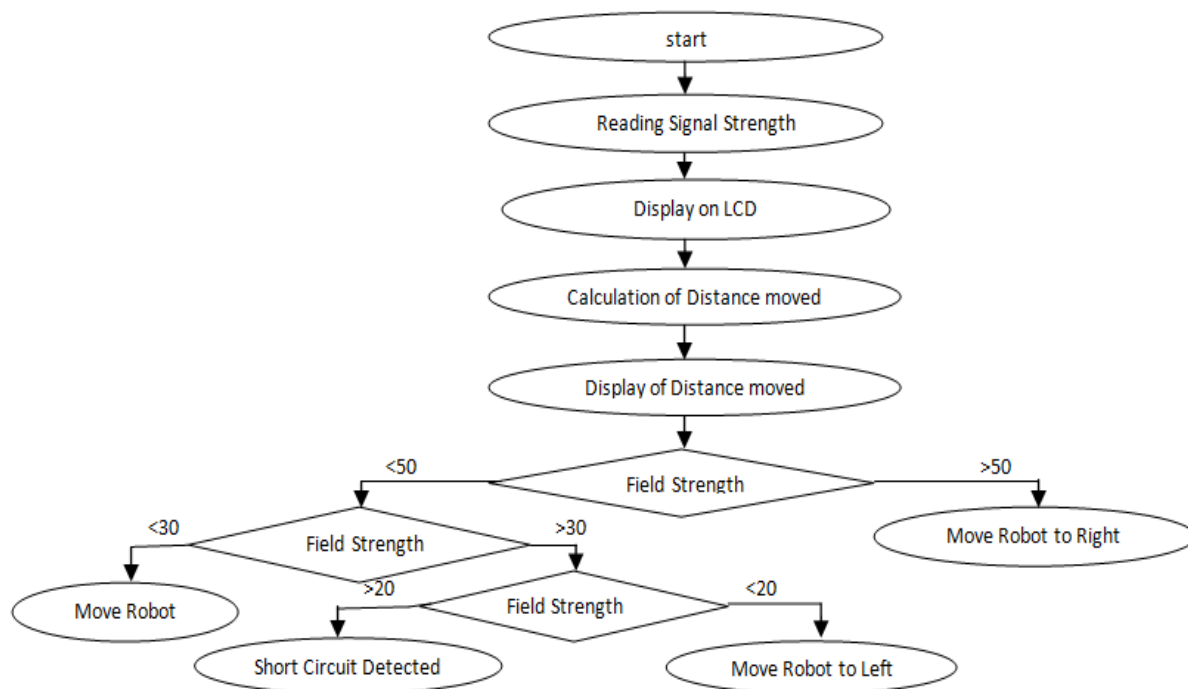 start
Reading Signal Strength
Display on LCD
Calculation of Distance moved
Display of Distance moved
<50
>50
Field Strength
<30
>30
Field Strength
Move Robot to Right
>20
<20
Move Robot
Field Strength
Short Circuit Detected
Move Robot to Left